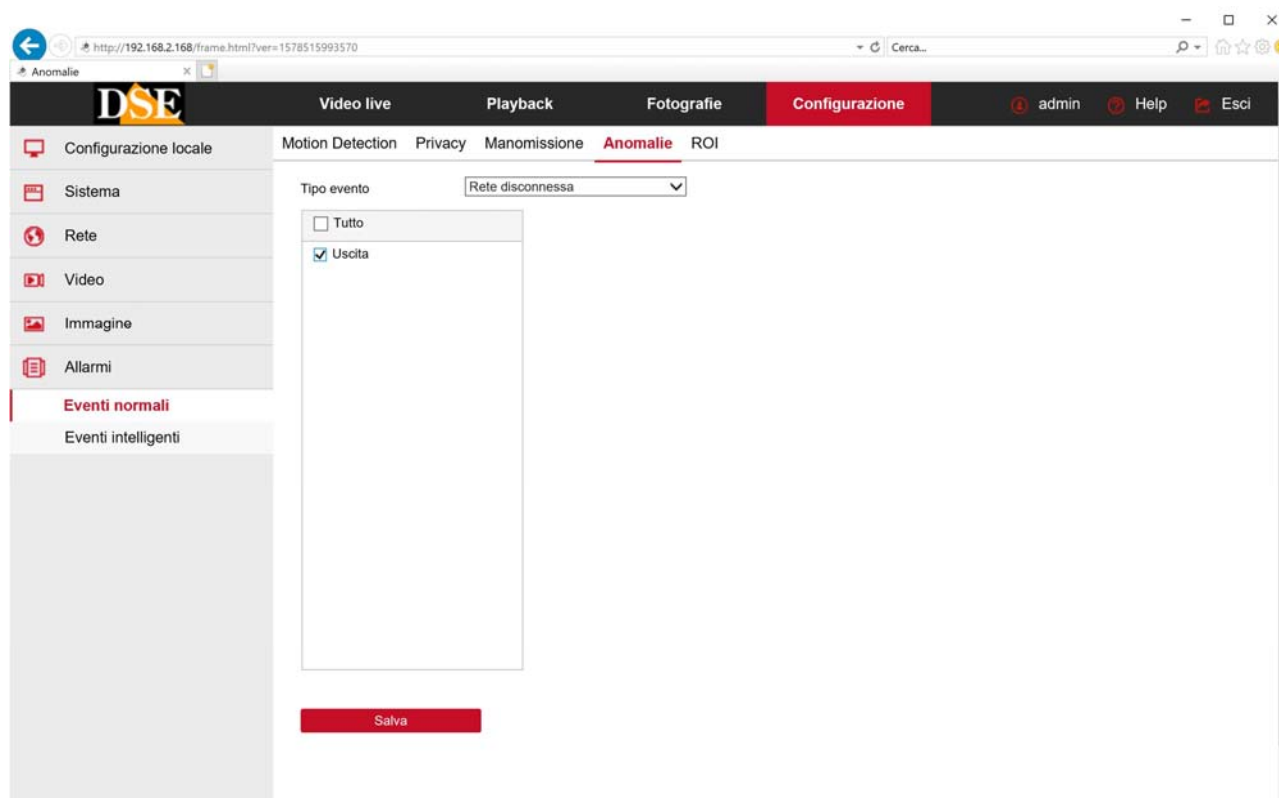 http://192.168.2.168/frame.html?ver=1578515993570
Cerca...
Anomalie
DSE
Video live Playback Fotografie Configurazione admin Help Esci
Configurazione locale
Sistema
Rete
Video
Immagine
Allarmi
Eventi normali
Eventi intelligenti
Motion Detection Privacy Manomissione Anomalie ROI
Tipo evento Rete disconnessa
Tutto
Uscita
Salva